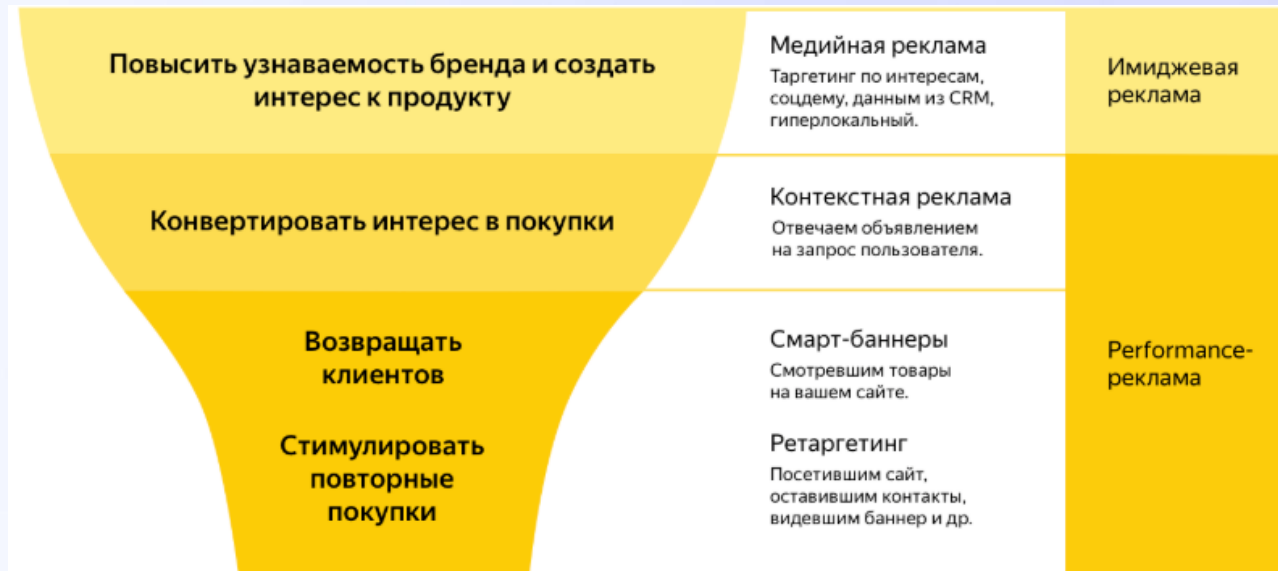 Повысить узнаваемость бренда и создать
интерес к продукту
Медийная реклама
Таргетинг по интересам,
соцдему, данным из CRM,
гиперлокальный.
Имиджевая
реклама
Конвертировать интерес в покупки
Контекстная реклама
Отвечаем объявлением
на запрос пользователя.
Возвращать
клиентов
Смарт-баннеры
Смотревшим товары
на вашем сайте.
Performance-
реклама
Стимулировать
повторные
покупки
Ретаргетинг
Посетившим сайт,
оставившим контакты,
видевшим баннер и др.